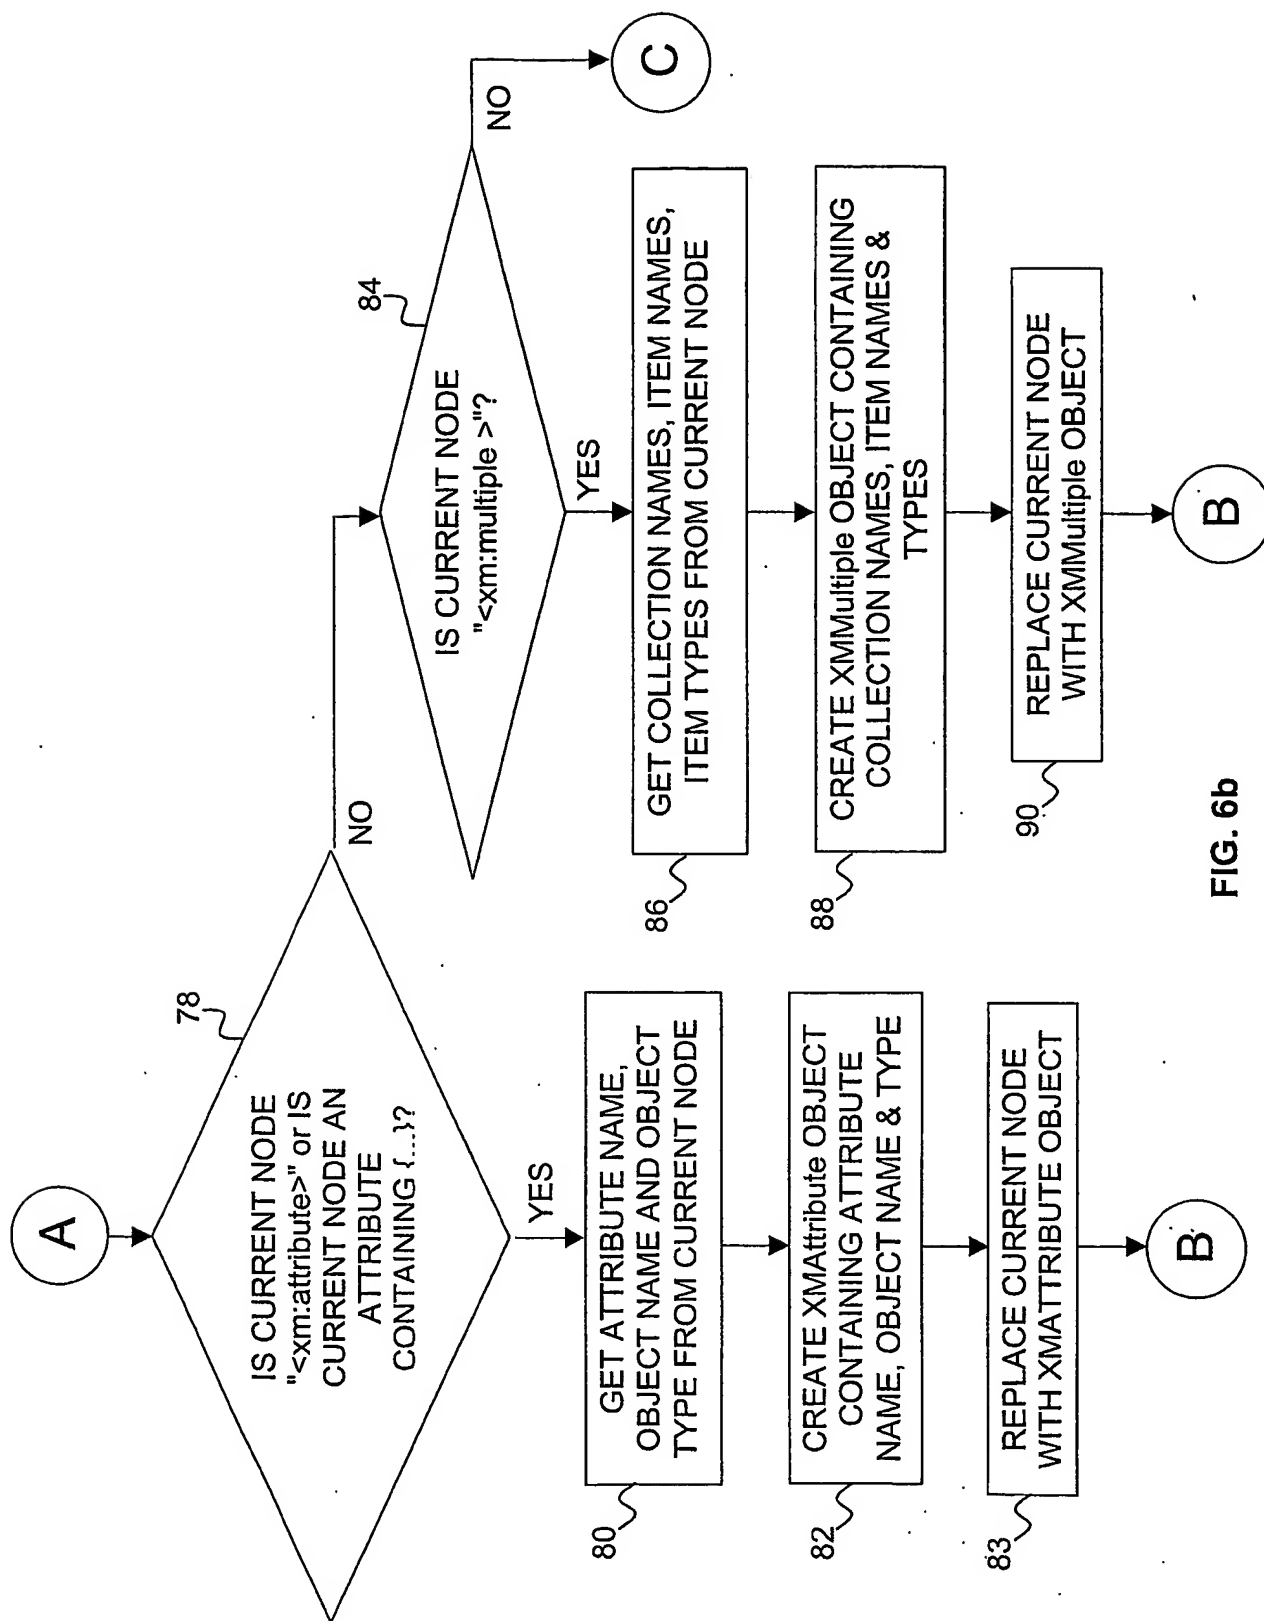 A
78
IS CURRENT NODE
"<xm:attribute>" or IS
CURRENT NODE AN
ATTRIBUTE
CONTAINING {...}?
NO
YES
80
GET ATTRIBUTE NAME,
OBJECT NAME AND OBJECT
TYPE FROM CURRENT NODE
82
CREATE XMAttribute OBJECT
CONTAINING ATTRIBUTE
NAME, OBJECT NAME & TYPE
83
REPLACE CURRENT NODE
WITH XMATTRIBUTE OBJECT
B
84
IS CURRENT NODE
"<xm:multiple >"?
NO
C
YES
86
GET COLLECTION NAMES, ITEM NAMES,
ITEM TYPES FROM CURRENT NODE
88
CREATE XMMultiple OBJECT CONTAINING
COLLECTION NAMES, ITEM NAMES &
TYPES
90
REPLACE CURRENT NODE
WITH XMMultiple OBJECT
B
FIG. 6b